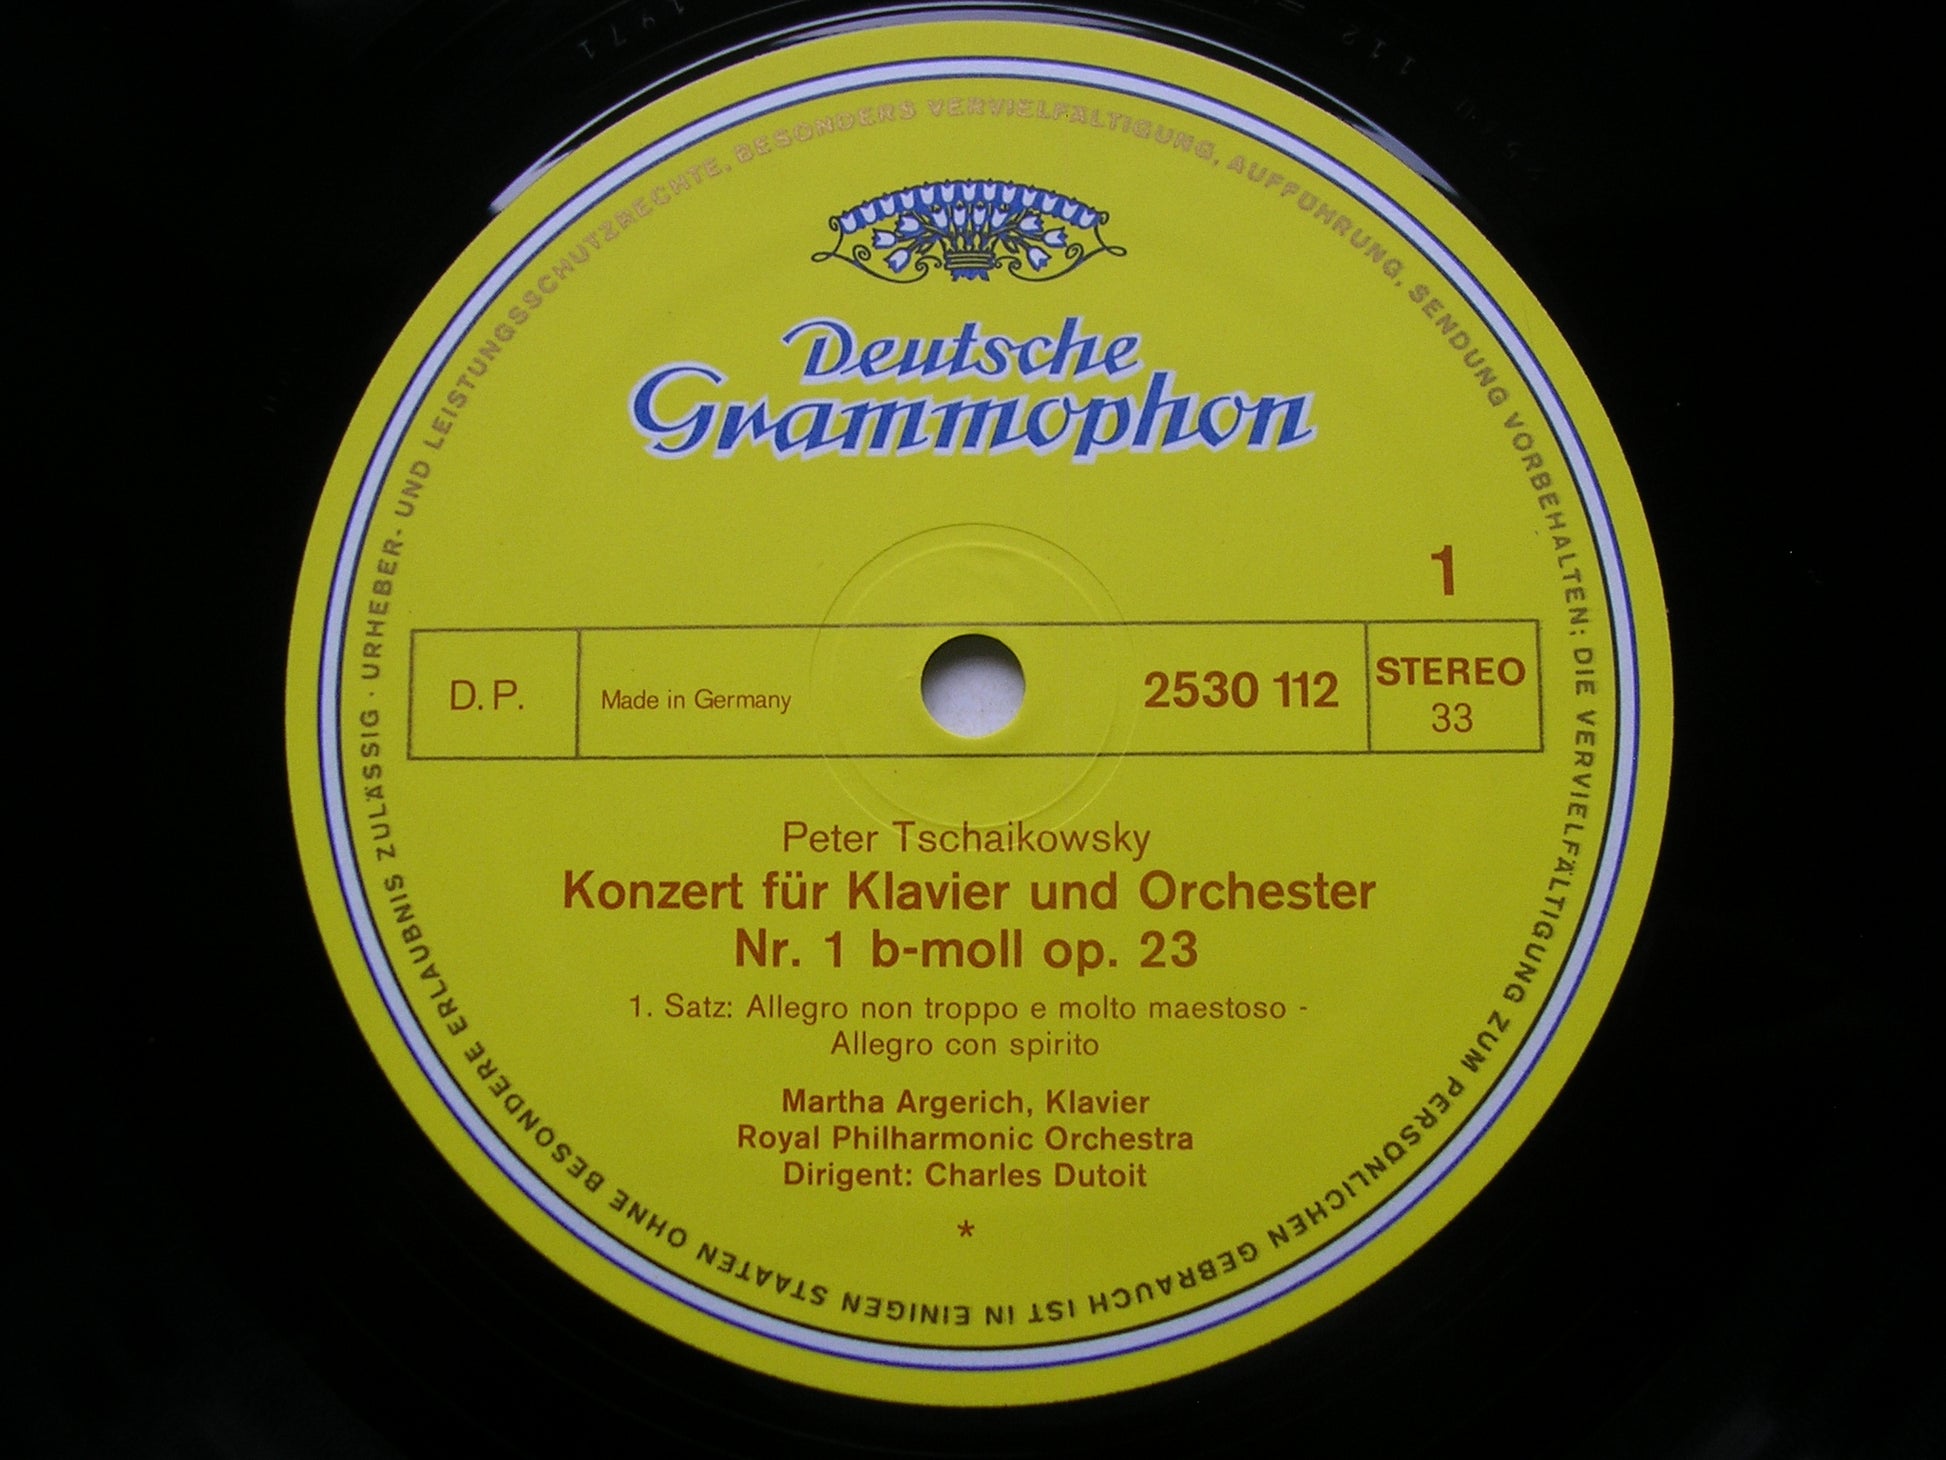 URHEBER- UND LEISTUNGSSCHUTZRECHTE, BESONDERS VERVIELFÄLTIGUNG, AUFFÜHRUNG, SENDUNG VORBEHALTEN; DIE VERVIELFÄLTIGUNG ZUM PERSÖNLICHEN GEBRAUCH IST IN EINIGEN STAATEN OHNE BESONDERE ERLAUBNIS ZULÄSSIG ·
Deutsche
Grammophon
1
D.P.
Made in Germany
2530 112
STEREO
33
Peter Tschaikowsky
Konzert für Klavier und Orchester
Nr. 1 b-moll op. 23
1. Satz: Allegro non troppo e molto maestoso -
Allegro con spirito
Martha Argerich, Klavier
Royal Philharmonic Orchestra
Dirigent: Charles Dutoit
*
1971